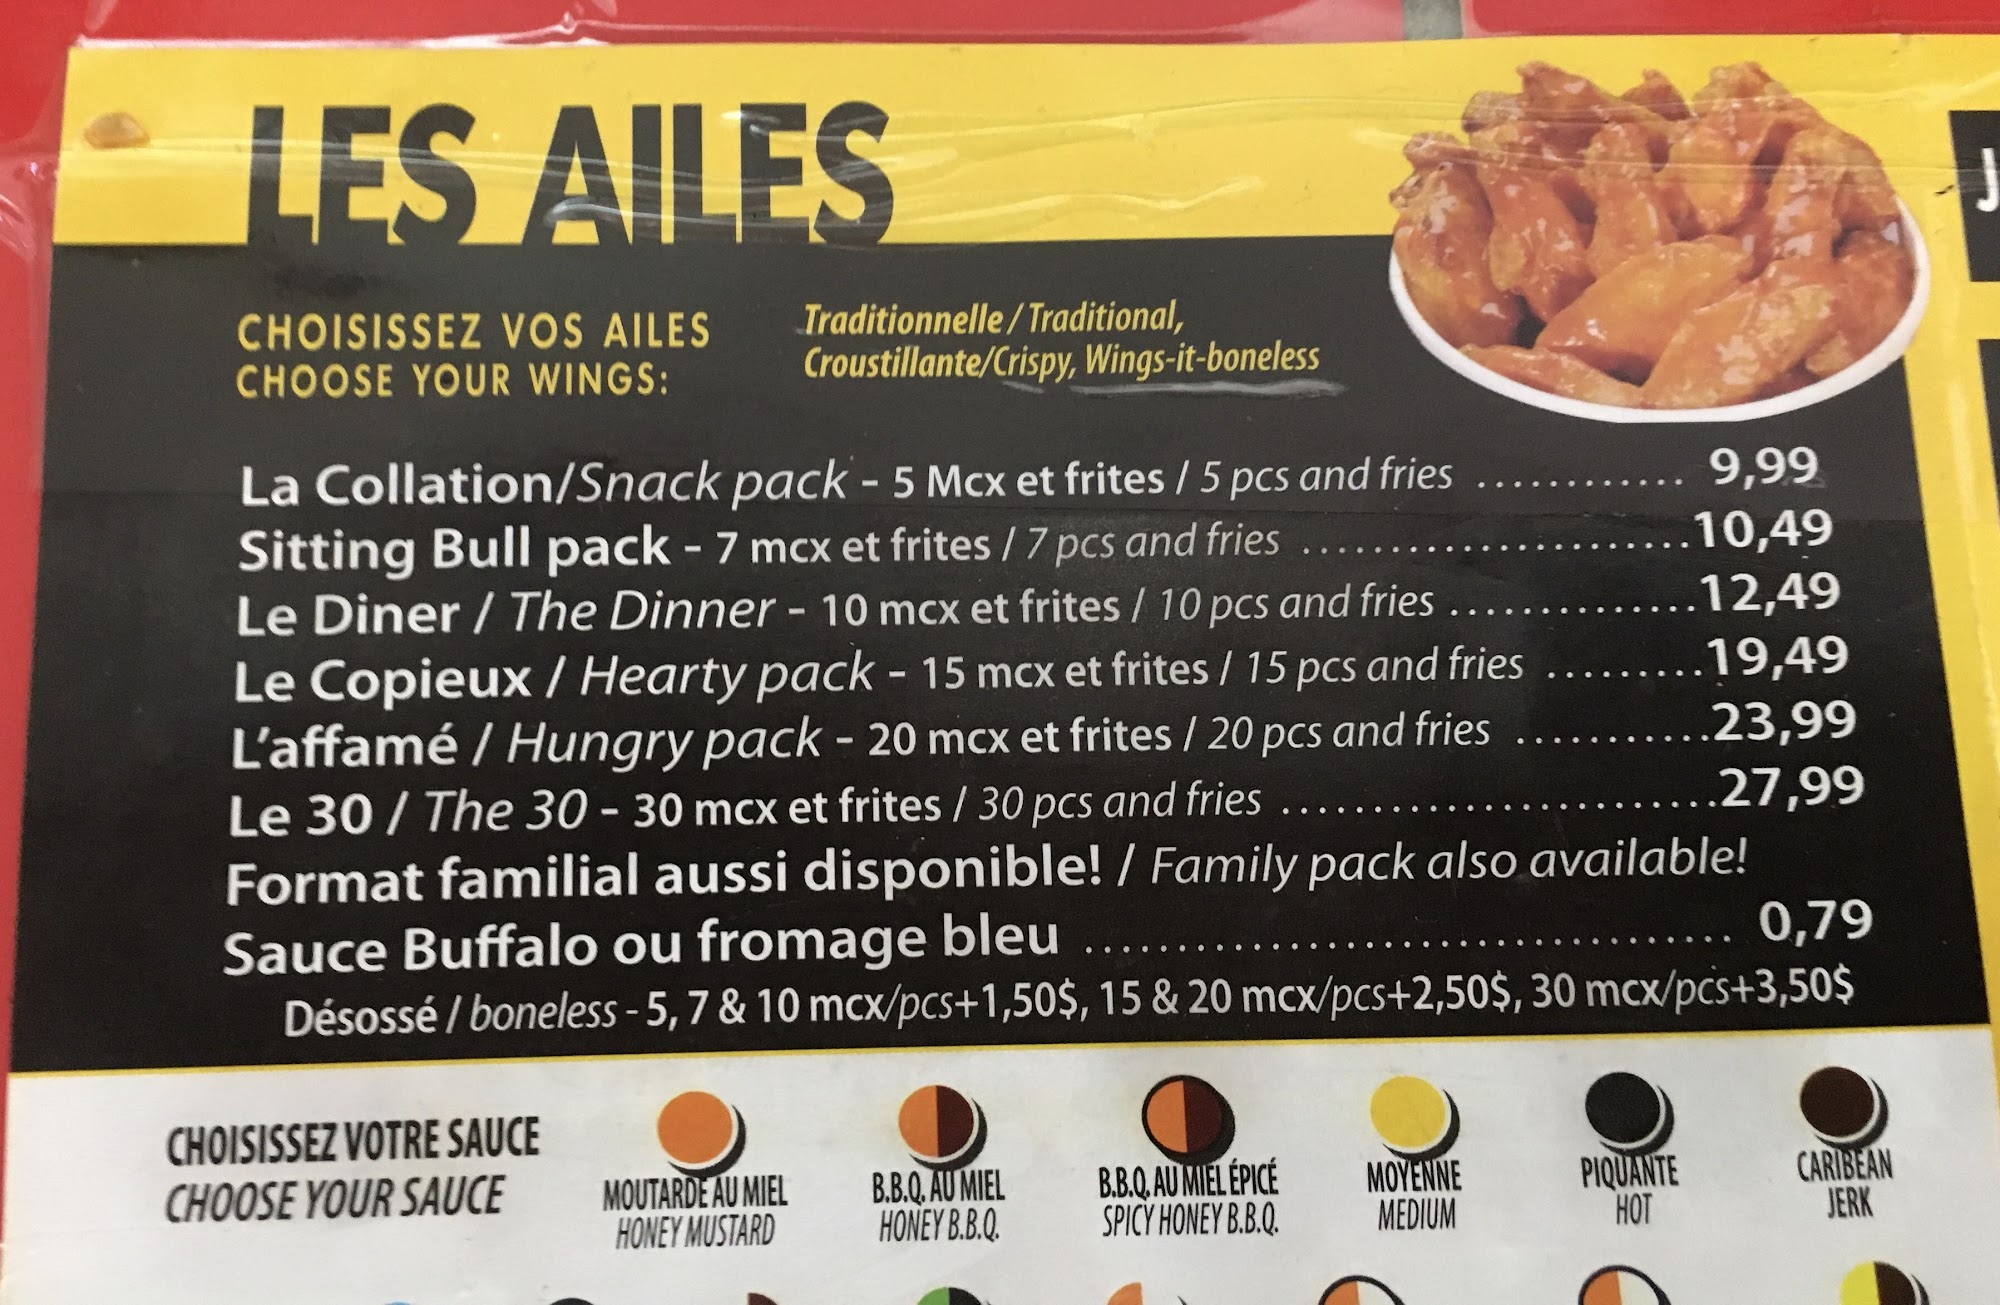 LES AILES
CHOISISSEZ VOS AILES
CHOOSE YOUR WINGS:
Traditionnelle / Traditional,
Croustillante/Crispy, Wings-it-boneless
La Collation/Snack pack - 5 Mcx et frites / 5 pcs and fries ............ 9,99
Sitting Bull pack - 7 mcx et frites / 7 pcs and fries .......................10,49
Le Diner / The Dinner - 10 mcx et frites / 10 pcs and fries ..............12,49
Le Copieux / Hearty pack - 15 mcx et frites / 15 pcs and fries .........19,49
L'affamé / Hungry pack - 20 mcx et frites / 20 pcs and fries ...........23,99
Le 30 / The 30 - 30 mcx et frites / 30 pcs and fries .........................27,99
Format familial aussi disponible! / Family pack also available!
Sauce Buffalo ou fromage bleu ..................................... 0,79
Désossé / boneless - 5, 7 & 10 mcx/pcs+1,50$, 15 & 20 mcx/pcs+2,50$, 30 mcx/pcs+3,50$
CHOISISSEZ VOTRE SAUCE
CHOOSE YOUR SAUCE
MOUTARDE AU MIEL
HONEY MUSTARD
B.B.Q. AU MIEL
HONEY B.B.Q.
B.B.Q. AU MIEL ÉPICÉ
SPICY HONEY B.B.Q.
MOYENNE
MEDIUM
PIQUANTE
HOT
CARIBEAN
JERK